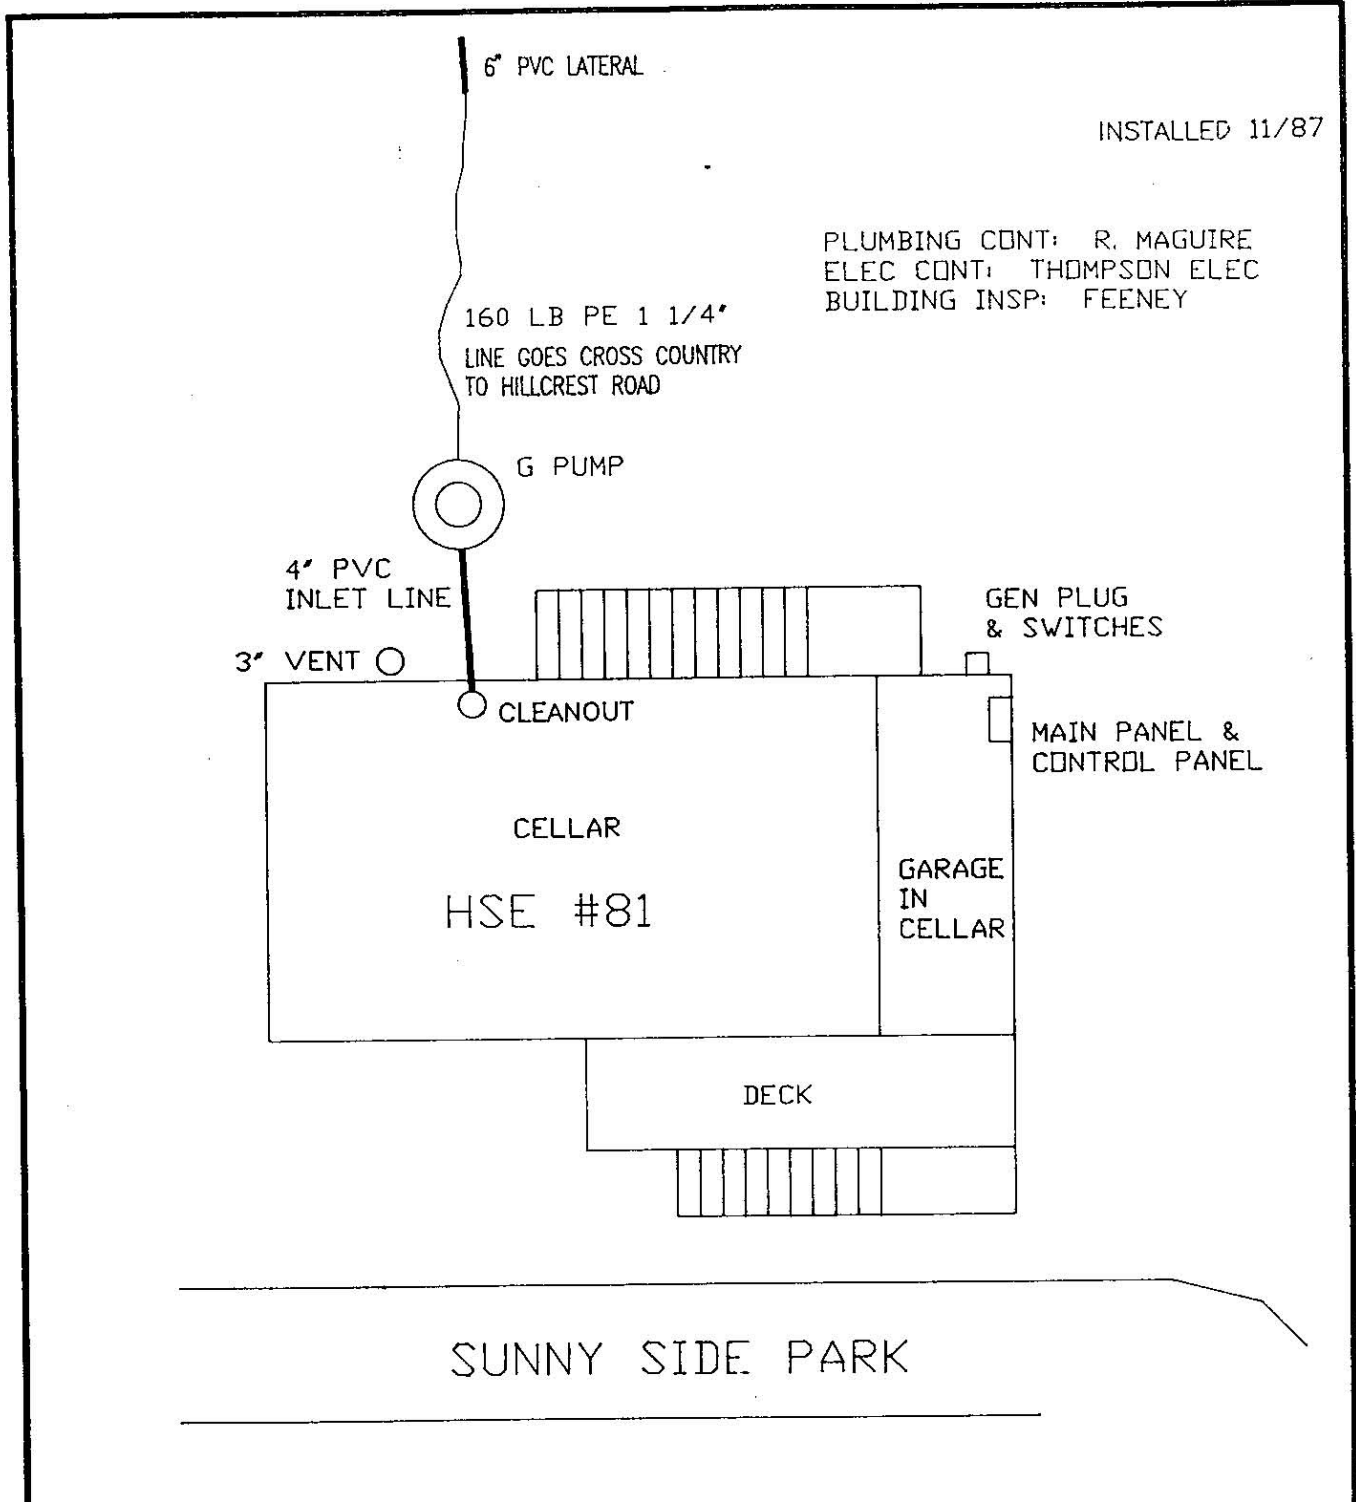 6" PVC LATERAL
INSTALLED 11/87
PLUMBING CONT: R. MAGUIRE
ELEC CONT: THOMPSON ELEC
BUILDING INSP: FEENEY
160 LB PE 1 1/4"
LINE GOES CROSS COUNTRY
TO HILLCREST ROAD
G PUMP
4" PVC
INLET LINE
GEN PLUG
& SWITCHES
3" VENT
CLEANOUT
MAIN PANEL &
CONTROL PANEL
CELLAR
HSE #81
GARAGE
IN
CELLAR
DECK
SUNNY SIDE PARK